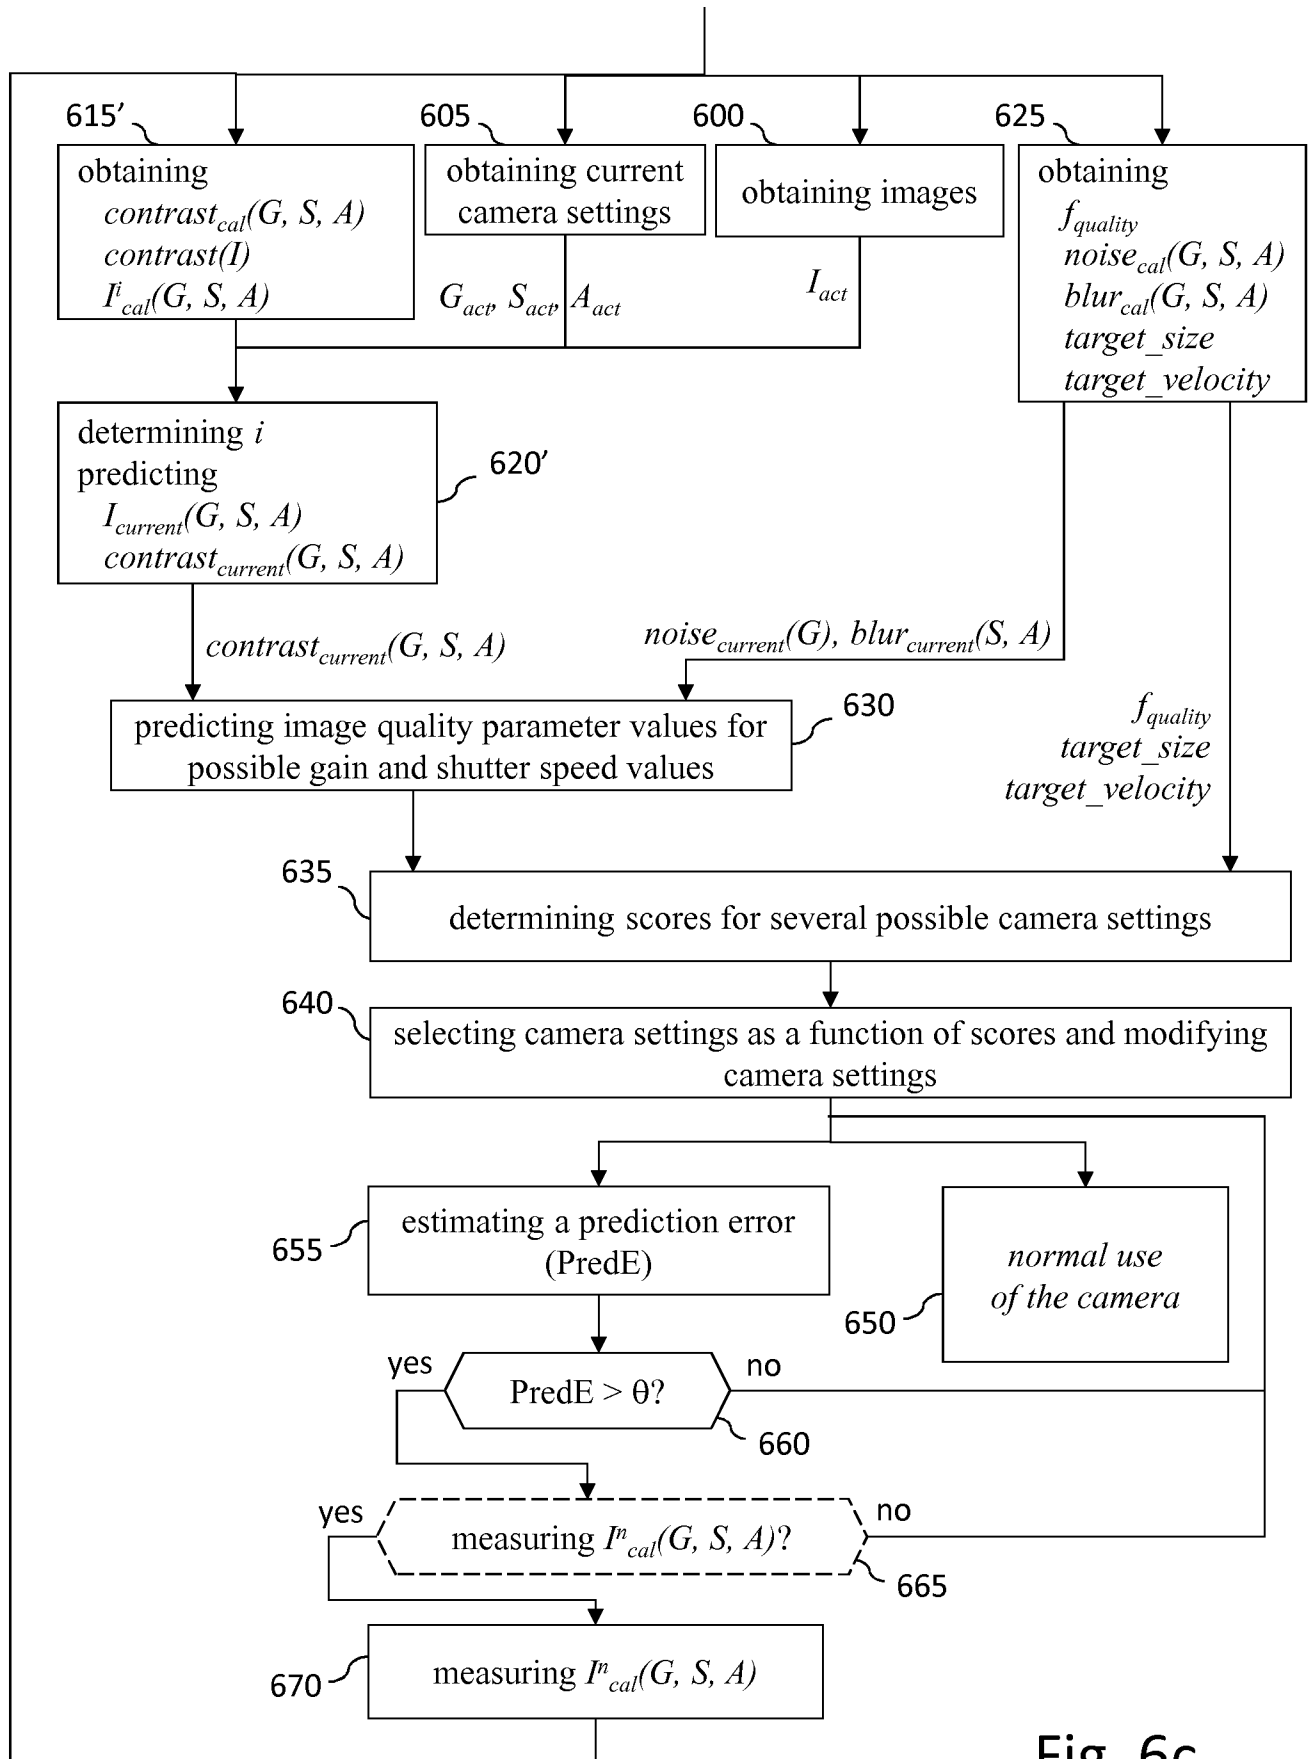 615’
605
600
625
obtaining
contrast_cal(G, S, A)
contrast(I)
I^i_cal(G, S, A)
obtaining current
camera settings
obtaining images
obtaining
f_quality
noise_cal(G, S, A)
blur_cal(G, S, A)
target_size
target_velocity
G_act, S_act, A_act
I_act
determining i
predicting
I_current(G, S, A)
contrast_current(G, S, A)
620’
contrast_current(G, S, A)
noise_current(G), blur_current(S, A)
predicting image quality parameter values for
possible gain and shutter speed values
630
f_quality
target_size
target_velocity
635
determining scores for several possible camera settings
640
selecting camera settings as a function of scores and modifying
camera settings
estimating a prediction error
(PredE)
655
normal use
of the camera
650
yes
PredE > θ?
no
660
yes
measuring I^n_cal(G, S, A)?
no
665
measuring I^n_cal(G, S, A)
670
Fig. 6c